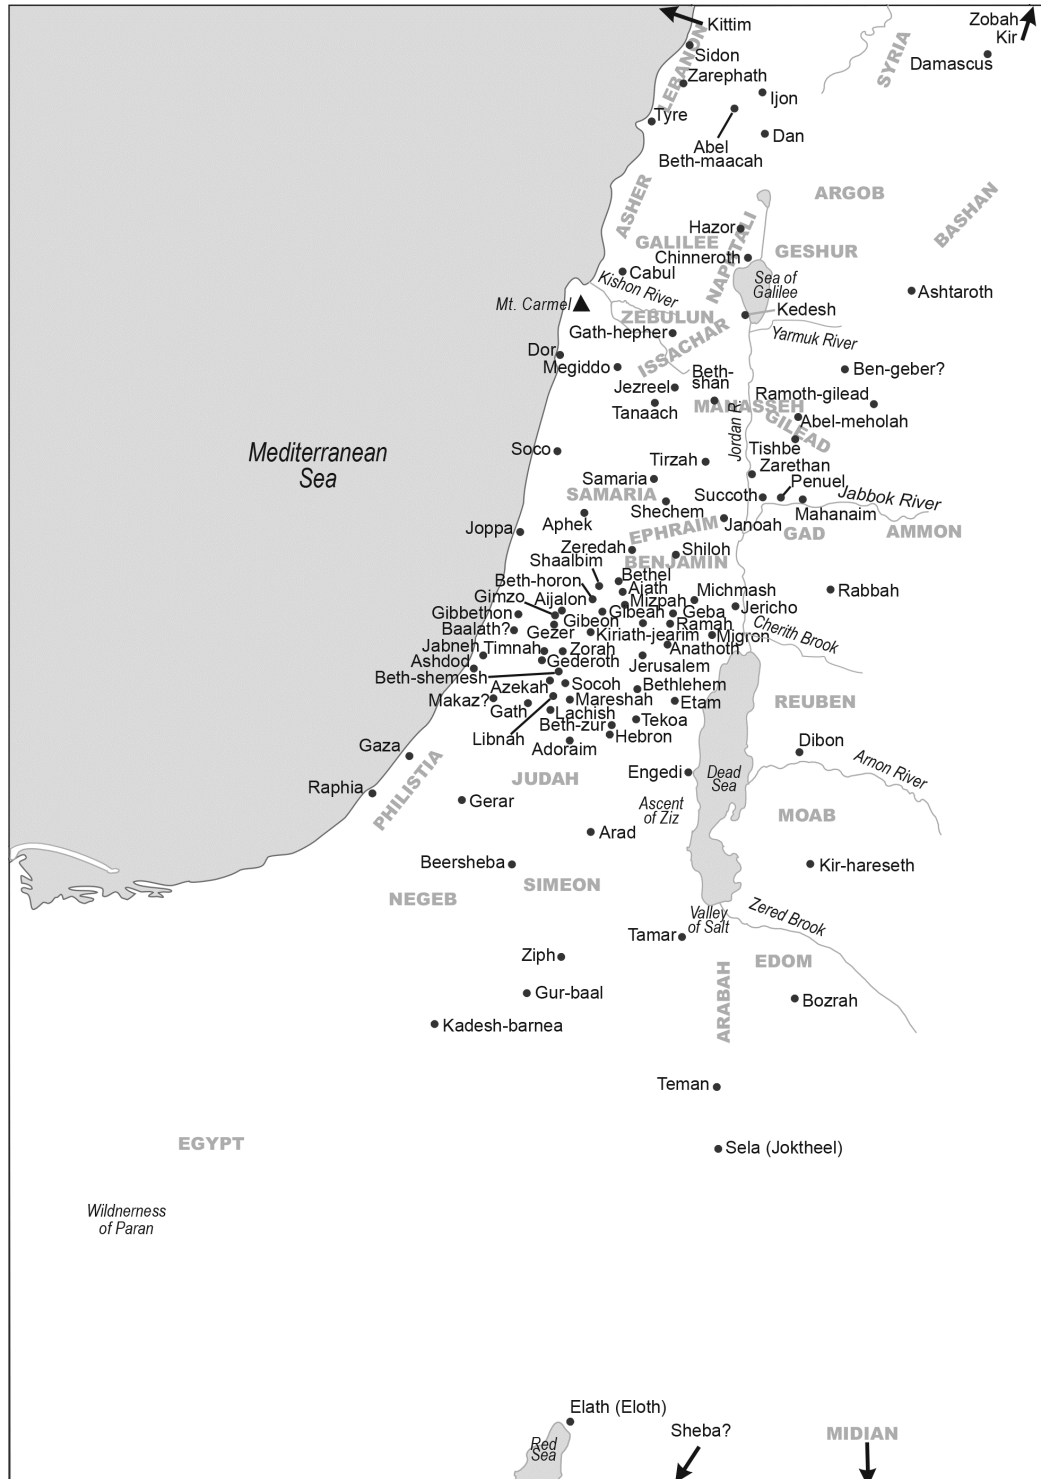 Kittim
Zobah
Kir
Sidon
Damascus
SYRIA
LEBANON
Zarephath
Ijon
Tyre
Dan
Abel
Beth-maacah
ASHER
ARGOB
BASHAN
Hazor
GALILEE
NAPHTALI
GESHUR
Chinneroth
Cabul
Sea of
Galilee
Kishon River
Ashtaroth
Mt. Carmel
Kedesh
ZEBULUN
Gath-hepher
Yarmuk River
ISSACHAR
Dor
Megiddo
Beth-
shan
Ben-geber?
Jezreel
Ramoth-gilead
Tanaach
MANASSEH
Abel-meholah
GILEAD
Jordan R.
Mediterranean
Sea
Soco
Tishbe
Tirzah
Zarethan
Samaria
Penuel
SAMARIA
Succoth
Jabbok River
Shechem
Mahanaim
Aphek
Janoah
Joppa
EPHRAIM
GAD
AMMON
Zeredah
Shiloh
Shaalbim
BENJAMIN
Beth-horon
Bethel
Ajath
Michmash
Rabbah
Gimzo
Aijalon
Mizpah
Jericho
Gibbethon
Gibeah
Geba
Gibeon
Ramah
Baalath?
Gezer
Kiriath-jearim
Migron
Cherith Brook
Jabneh
Timnah
Zorah
Anathoth
Ashdod
Gederoth
Jerusalem
Beth-shemesh
Azekah
Socoh
Bethlehem
Makaz?
Mareshah
Etam
REUBEN
Gath
Lachish
Tekoa
Beth-zur
Libnah
Hebron
Dibon
Gaza
Adoraim
Arnon River
PHILISTIA
JUDAH
Engedi
Dead
Sea
Raphia
Gerar
Ascent
of Ziz
MOAB
Arad
Beersheba
Kir-hareseth
SIMEON
NEGEB
Valley
of Salt
Zered Brook
Tamar
Ziph
EDOM
ARABAH
Gur-baal
Bozrah
Kadesh-barnea
Teman
EGYPT
Sela (Joktheel)
Wildnerness
of Paran
Elath (Eloth)
Red
Sea
Sheba?
MIDIAN